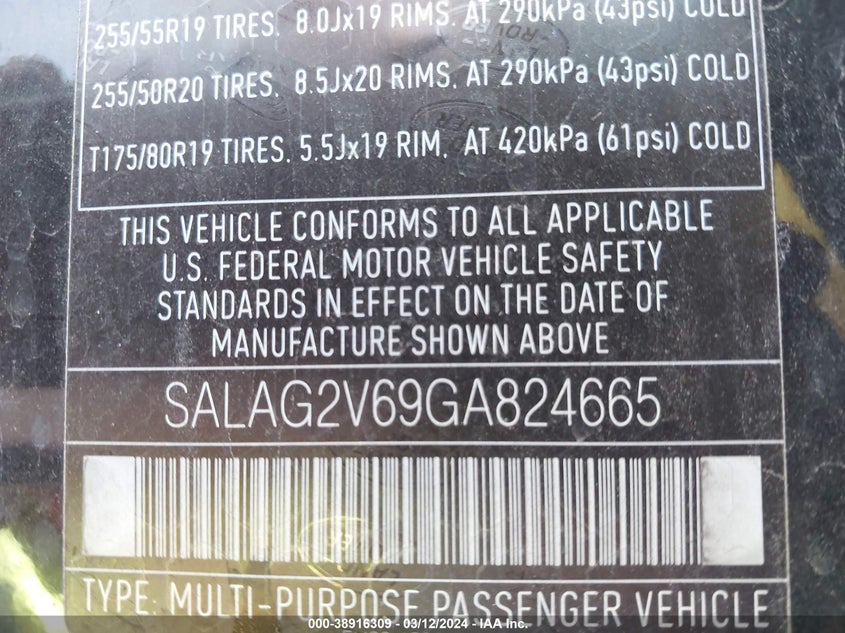 255/55R19 TIRES. 8.0Jx19 RIMS. AT 290kPa (43psi) COLD
255/50R20 TIRES. 8.5Jx20 RIMS. AT 290kPa (43psi) COLD
T175/80R19 TIRES. 5.5Jx19 RIM. AT 420kPa (61psi) COLD
THIS VEHICLE CONFORMS TO ALL APPLICABLE
U.S. FEDERAL MOTOR VEHICLE SAFETY
STANDARDS IN EFFECT ON THE DATE OF
MANUFACTURE SHOWN ABOVE
SALAG2V69GA824665
TYPE: MULTI-PURPOSE PASSENGER VEHICLE
000-38916309 - 03/12/2024 - IAA Inc.